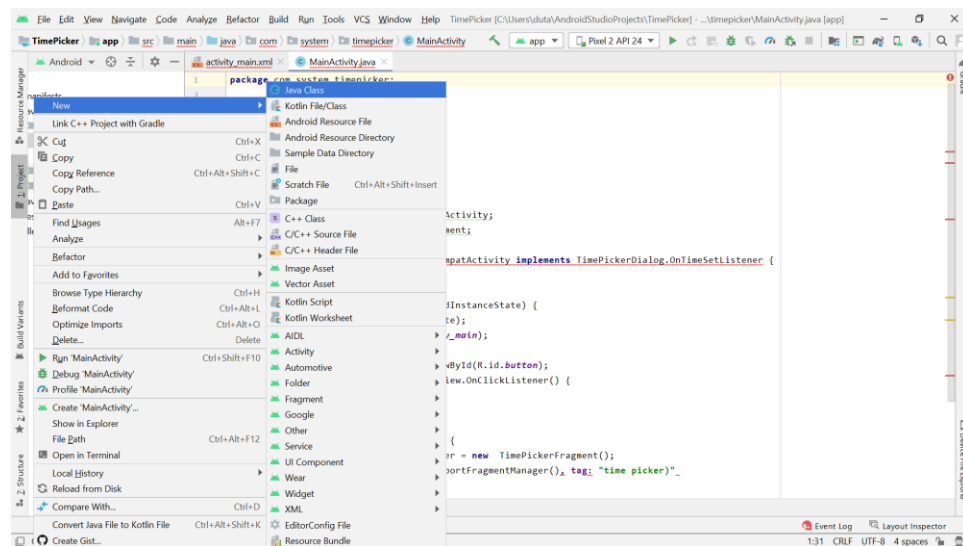 File Edit View Navigate Code Analyze Refactor Build Run Tools VCS Window Help TimePicker [C:\Users\duta\AndroidStudioProjects\TimePicker] - ...\timepicker\MainActivity.java [app]
TimePicker app src main java com system timepicker MainActivity app Pixel 2 API 24
Android activity_main.xml MainActivity.java
1 package com.system.timepicker;
2
Resource Manager
1: Project
Build Variants
2: Favorites
7: Structure
New
Link C++ Project with Gradle
Cut Ctrl+X
Copy Ctrl+C
Copy Reference Ctrl+Alt+Shift+C
Copy Path...
Paste Ctrl+V
Find Usages Alt+F7
Analyze
Refactor
Add to Favorites
Browse Type Hierarchy Ctrl+H
Reformat Code Ctrl+Alt+L
Optimize Imports Ctrl+Alt+O
Delete... Delete
Run 'MainActivity' Ctrl+Shift+F10
Debug 'MainActivity'
Profile 'MainActivity'
Create 'MainActivity'...
Show in Explorer
File Path Ctrl+Alt+F12
Open in Terminal
Local History
Reload from Disk
Compare With... Ctrl+D
Convert Java File to Kotlin File Ctrl+Alt+Shift+K
Create Gist...
Java Class
Kotlin File/Class
Android Resource File
Android Resource Directory
Sample Data Directory
File
Scratch File Ctrl+Alt+Shift+Insert
Package
C++ Class
C/C++ Source File
C/C++ Header File
Image Asset
Vector Asset
Kotlin Script
Kotlin Worksheet
AIDL
Activity
Automotive
Folder
Fragment
Google
Other
Service
UI Component
Wear
Widget
XML
EditorConfig File
Resource Bundle
Activity;
ment;
mpatActivity implements TimePickerDialog.OnTimeSetListener {
dInstanceState) {
te);
y_main);
wById(R.id.button);
iew.OnClickListener() {
{
er = new TimePickerFragment();
portFragmentManager(), tag: "time picker)"
Event Log Layout Inspector
1:31 CRLF UTF-8 4 spaces